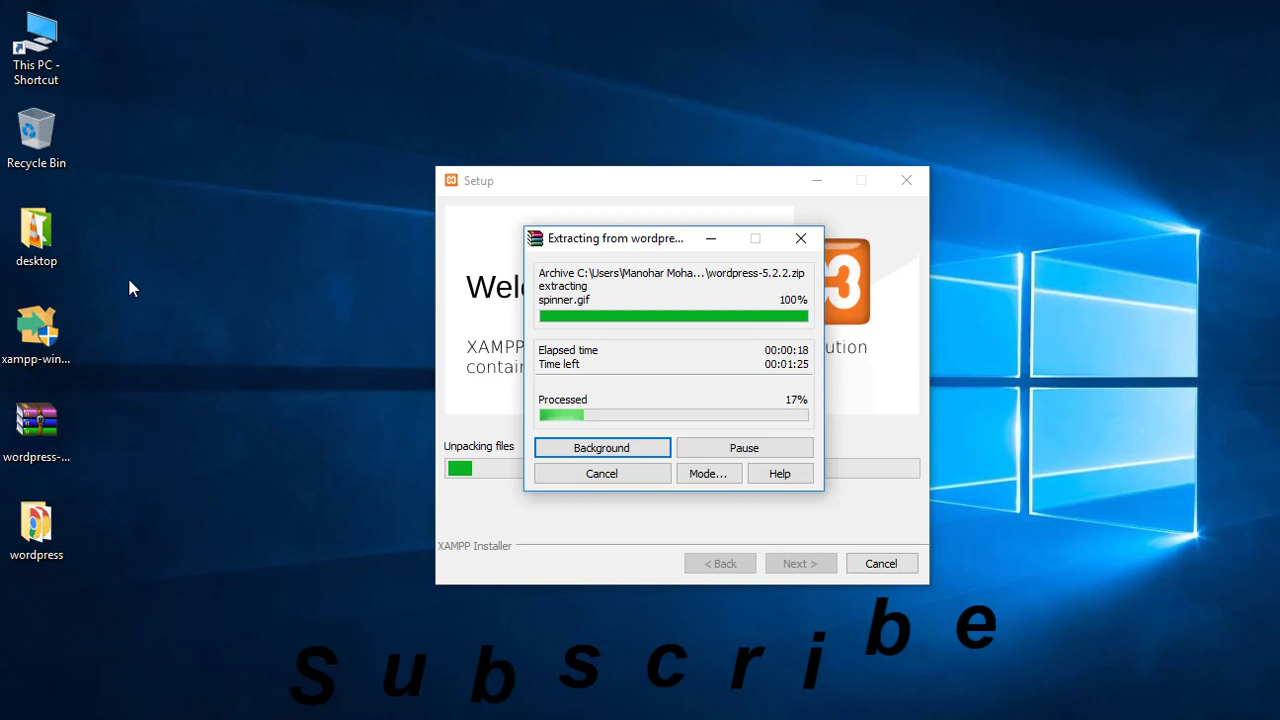 This PC -
Shortcut
Recycle Bin
desktop
xampp-win...
wordpress-...
wordpress
Setup
XAMPP
contai
ution
Extracting from wordpre...
Archive C:\Users\Manohar Moha...\wordpress-5.2.2.zip
extracting
spinner.gif 100%
Elapsed time 00:00:18
Time left 00:01:25
Processed 17%
Background Pause
Cancel Mode... Help
Unpacking files
XAMPP Installer
< Back Next > Cancel
Subscribe